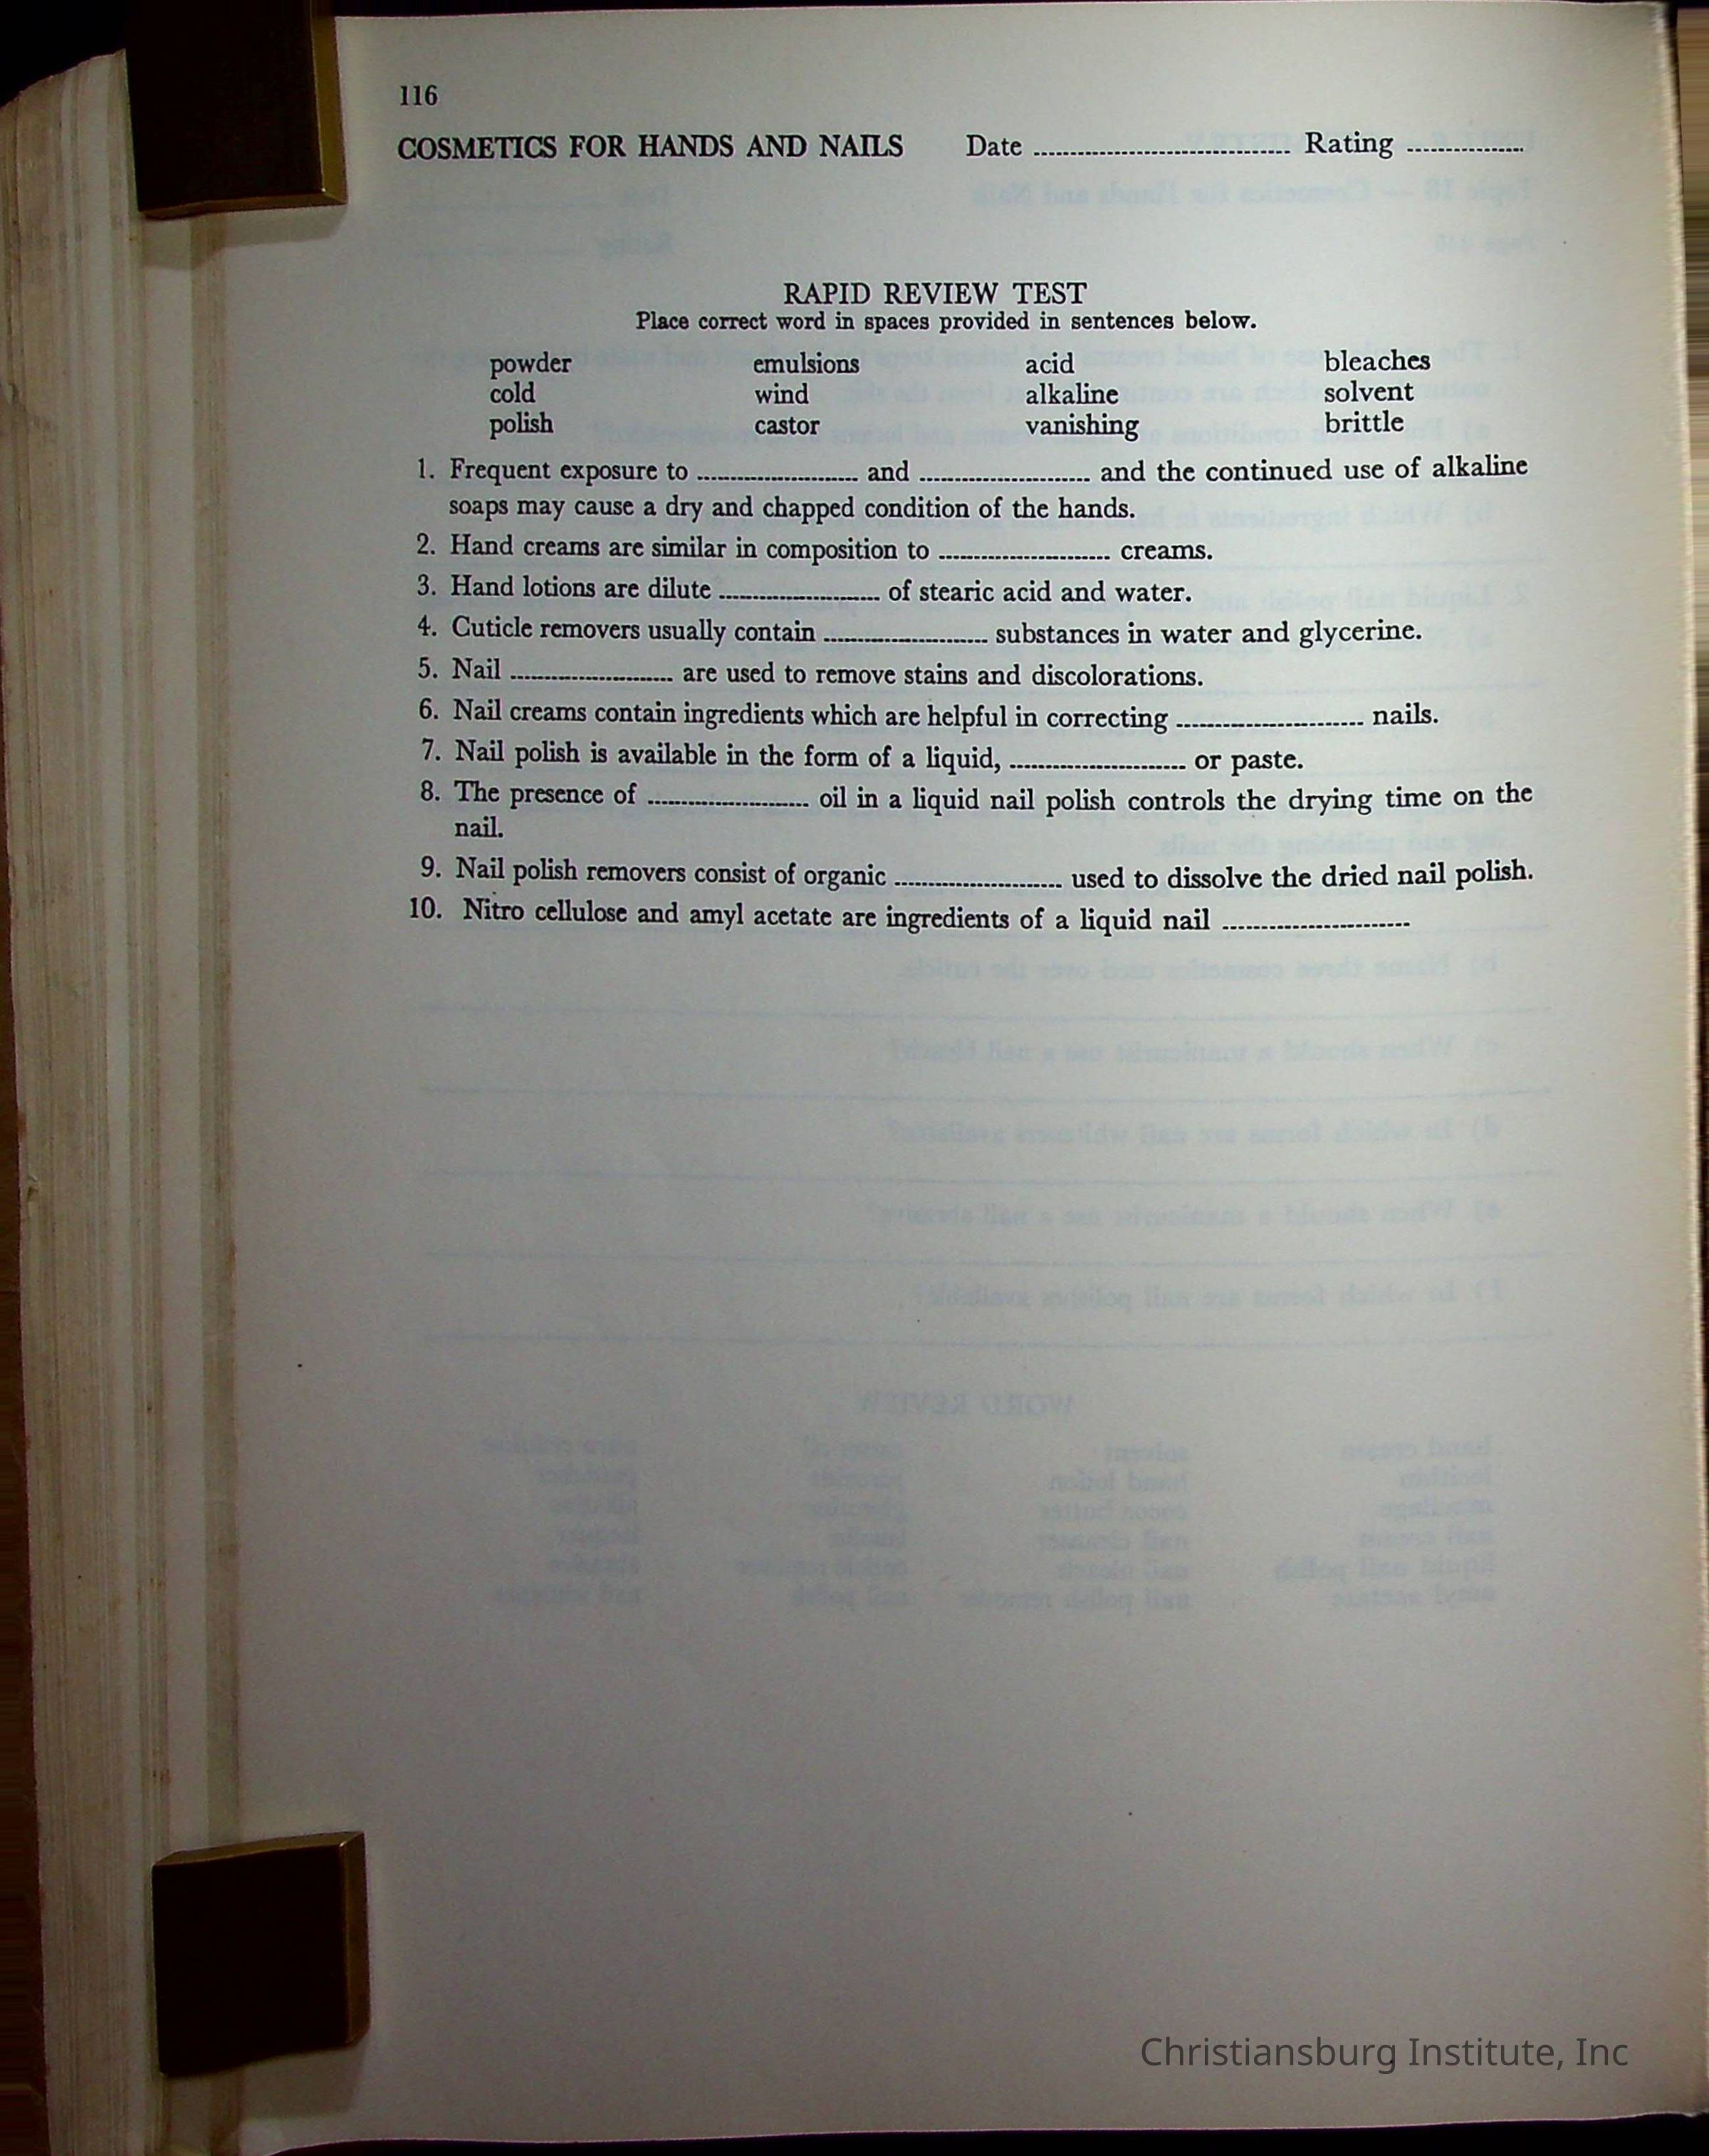 116
COSMETICS FOR HANDS AND NAILS Date .................................. Rating ................
RAPID REVIEW TEST
Place correct word in spaces provided in sentences below.
powder emulsions acid bleaches
cold wind alkaline solvent
polish castor vanishing brittle
1. Frequent exposure to ........................ and ........................ and the continued use of alkaline
soaps may cause a dry and chapped condition of the hands.
2. Hand creams are similar in composition to ........................ creams.
3. Hand lotions are dilute ........................ of stearic acid and water.
4. Cuticle removers usually contain ........................ substances in water and glycerine.
5. Nail ........................ are used to remove stains and discolorations.
6. Nail creams contain ingredients which are helpful in correcting ........................ nails.
7. Nail polish is available in the form of a liquid, ........................ or paste.
8. The presence of ........................ oil in a liquid nail polish controls the drying time on the
nail.
9. Nail polish removers consist of organic ........................ used to dissolve the dried nail polish.
10. Nitro cellulose and amyl acetate are ingredients of a liquid nail ........................
Christiansburg Institute, Inc